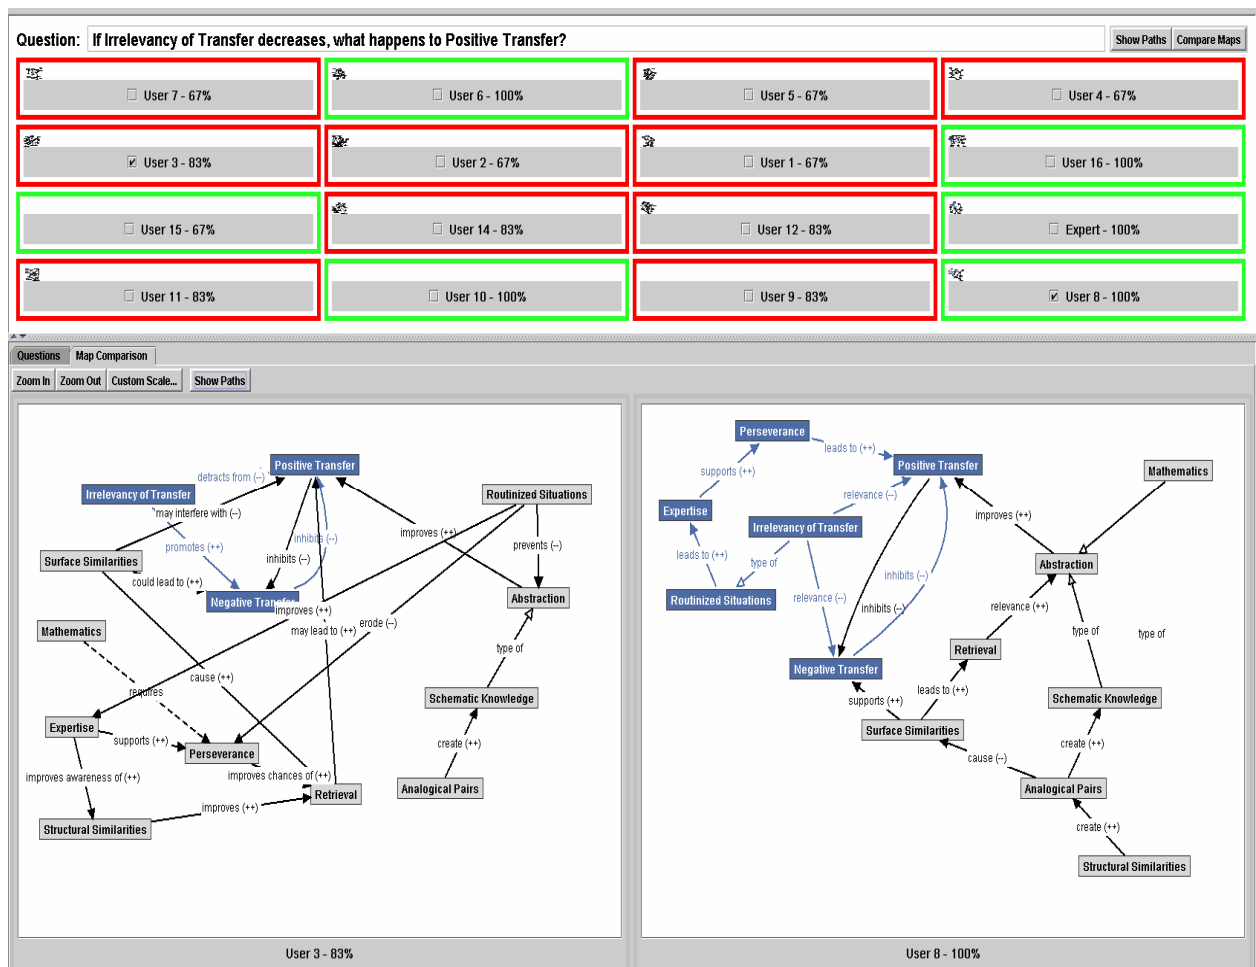 Question: If Irrelevancy of Transfer decreases, what happens to Positive Transfer? Show Paths Compare Maps
User 7 - 67% User 6 - 100% User 5 - 67% User 4 - 67%
User 3 - 83% User 2 - 67% User 1 - 67% User 16 - 100%
User 15 - 67% User 14 - 83% User 12 - 83% Expert - 100%
User 11 - 83% User 10 - 100% User 9 - 83% User 8 - 100%
Questions Map Comparison
Zoom In Zoom Out Custom Scale... Show Paths
Positive Transfer
detracts from (--)
Irrelevancy of Transfer
Routinized Situations
may interfere with (--)
improves (++)
inhibits (--)
promotes (++)
prevents (--)
inhibits (--)
Surface Similarities
could lead to (++)
Negative Transfer
Abstraction
improves (++)
may lead to (++)
erode (--)
Mathematics
type of
cause (++)
requires
Schematic Knowledge
Expertise
supports (++)
create (++)
Perseverance
improves awareness of (++)
improves chances of (++)
Retrieval
Analogical Pairs
improves (++)
Structural Similarities
User 3 - 83%
Perseverance
leads to (++)
Positive Transfer
Mathematics
supports (++)
relevance (--)
Expertise
improves (++)
Irrelevancy of Transfer
leads to (++)
type of
Abstraction
inhibits (--)
Routinized Situations
relevance (--)
inhibits (--)
relevance (++)
type of
type of
Retrieval
Negative Transfer
leads to (++)
supports (++)
Schematic Knowledge
Surface Similarities
create (++)
cause (--)
Analogical Pairs
create (++)
Structural Similarities
User 8 - 100%